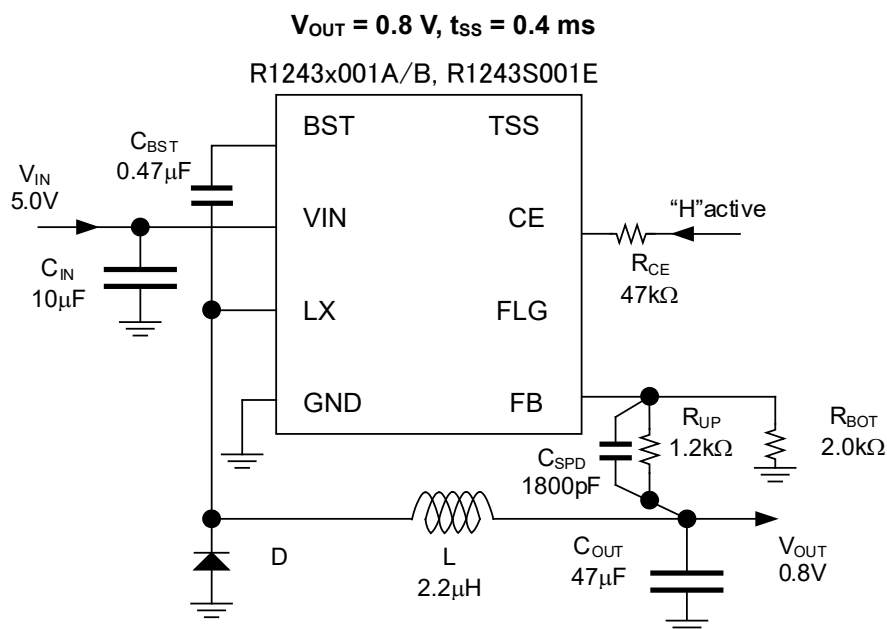 VOUT = 0.8 V, tSS = 0.4 ms
R1243x001A/B, R1243S001E
BST TSS
CBST
0.47μF
VIN
5.0V
VIN CE
"H"active
CIN
10μF
RCE
47kΩ
LX FLG
GND FB
RUP
1.2kΩ
RBOT
2.0kΩ
CSPD
1800pF
D
L
2.2μH
COUT
47μF
VOUT
0.8V